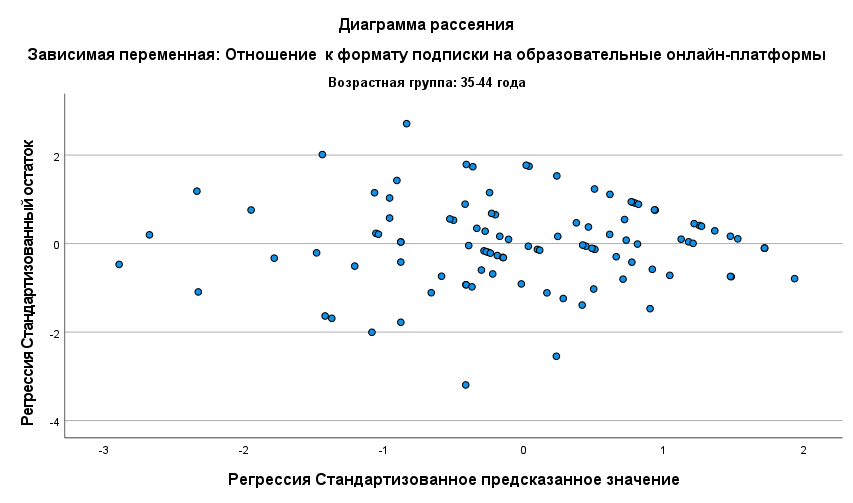 Диаграмма рассеяния
Зависимая переменная: Отношение к формату подписки на образовательные онлайн-платформы
Возрастная группа: 35-44 года
Регрессия Стандартизованный остаток
2
0
-2
-4
-3
-2
-1
0
1
2
Регрессия Стандартизованное предсказанное значение